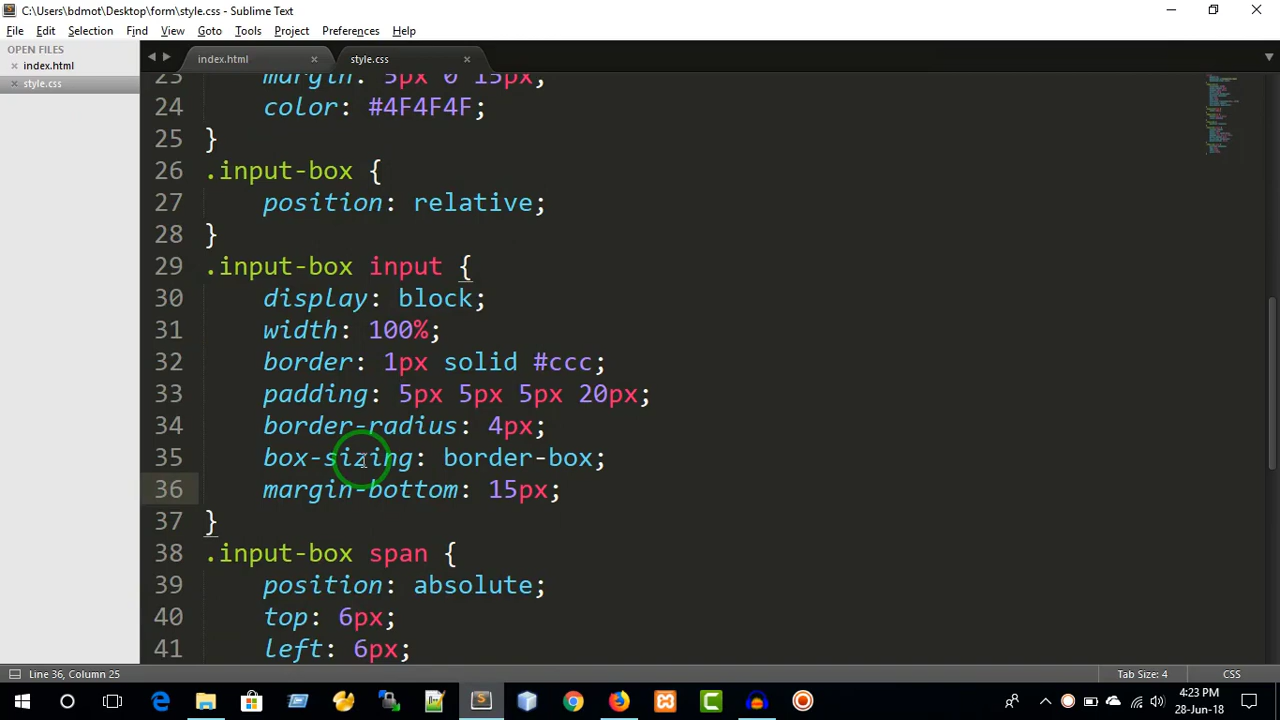 C:\Users\bdmot\Desktop\form\style.css - Sublime Text
File Edit Selection Find View Goto Tools Project Preferences Help
OPEN FILES
index.html
style.css
index.html style.css
23 margin: 5px 0 15px;
24 color: #4F4F4F;
25 }
26 .input-box {
27 position: relative;
28 }
29 .input-box input {
30 display: block;
31 width: 100%;
32 border: 1px solid #ccc;
33 padding: 5px 5px 5px 20px;
34 border-radius: 4px;
35 box-sizing: border-box;
36 margin-bottom: 15px;
37 }
38 .input-box span {
39 position: absolute;
40 top: 6px;
41 left: 6px;
Line 36, Column 25 Tab Size: 4 CSS
4:23 PM
28-Jun-18